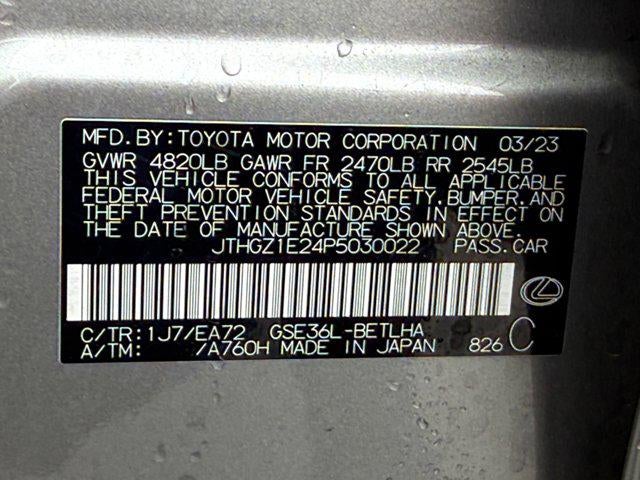 MFD. BY: TOYOTA MOTOR CORPORATION 03/23
GVWR 4820LB GAWR FR 2470LB RR 2545LB
THIS VEHICLE CONFORMS TO ALL APPLICABLE
FEDERAL MOTOR VEHICLE SAFETY, BUMPER, AND
THEFT PREVENTION STANDARDS IN EFFECT ON
THE DATE OF MANUFACTURE SHOWN ABOVE.
JTHGZ1E24P5030022 PASS. CAR
C/TR: 1J7/EA72 GSE36L-BETLHA C
A/TM: /A760H MADE IN JAPAN 826